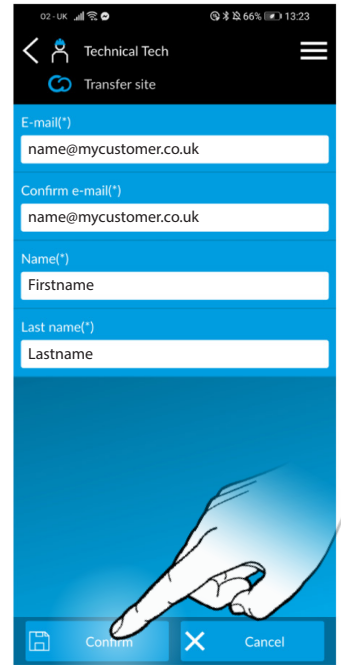 O2-UK 66% 13:23
Technical Tech
Transfer site
E-mail(*)
name@mycustomer.co.uk
Confirm e-mail(*)
name@mycustomer.co.uk
Name(*)
Firstname
Last name(*)
Lastname
Confirm Cancel